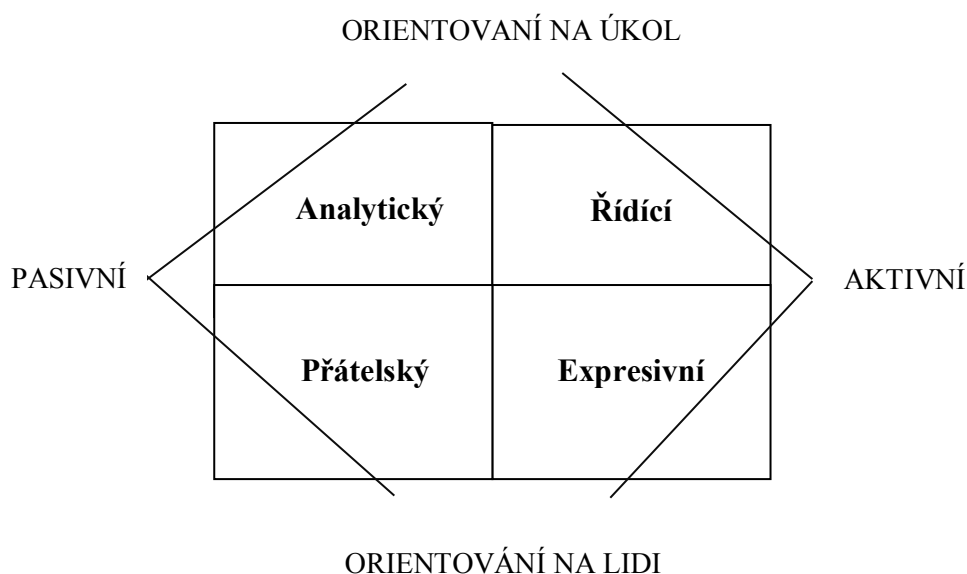 ORIENTOVANÍ NA ÚKOL
Analytický
Řídící
PASIVNÍ
AKTIVNÍ
Přátelský
Expresivní
ORIENTOVÁNÍ NA LIDI